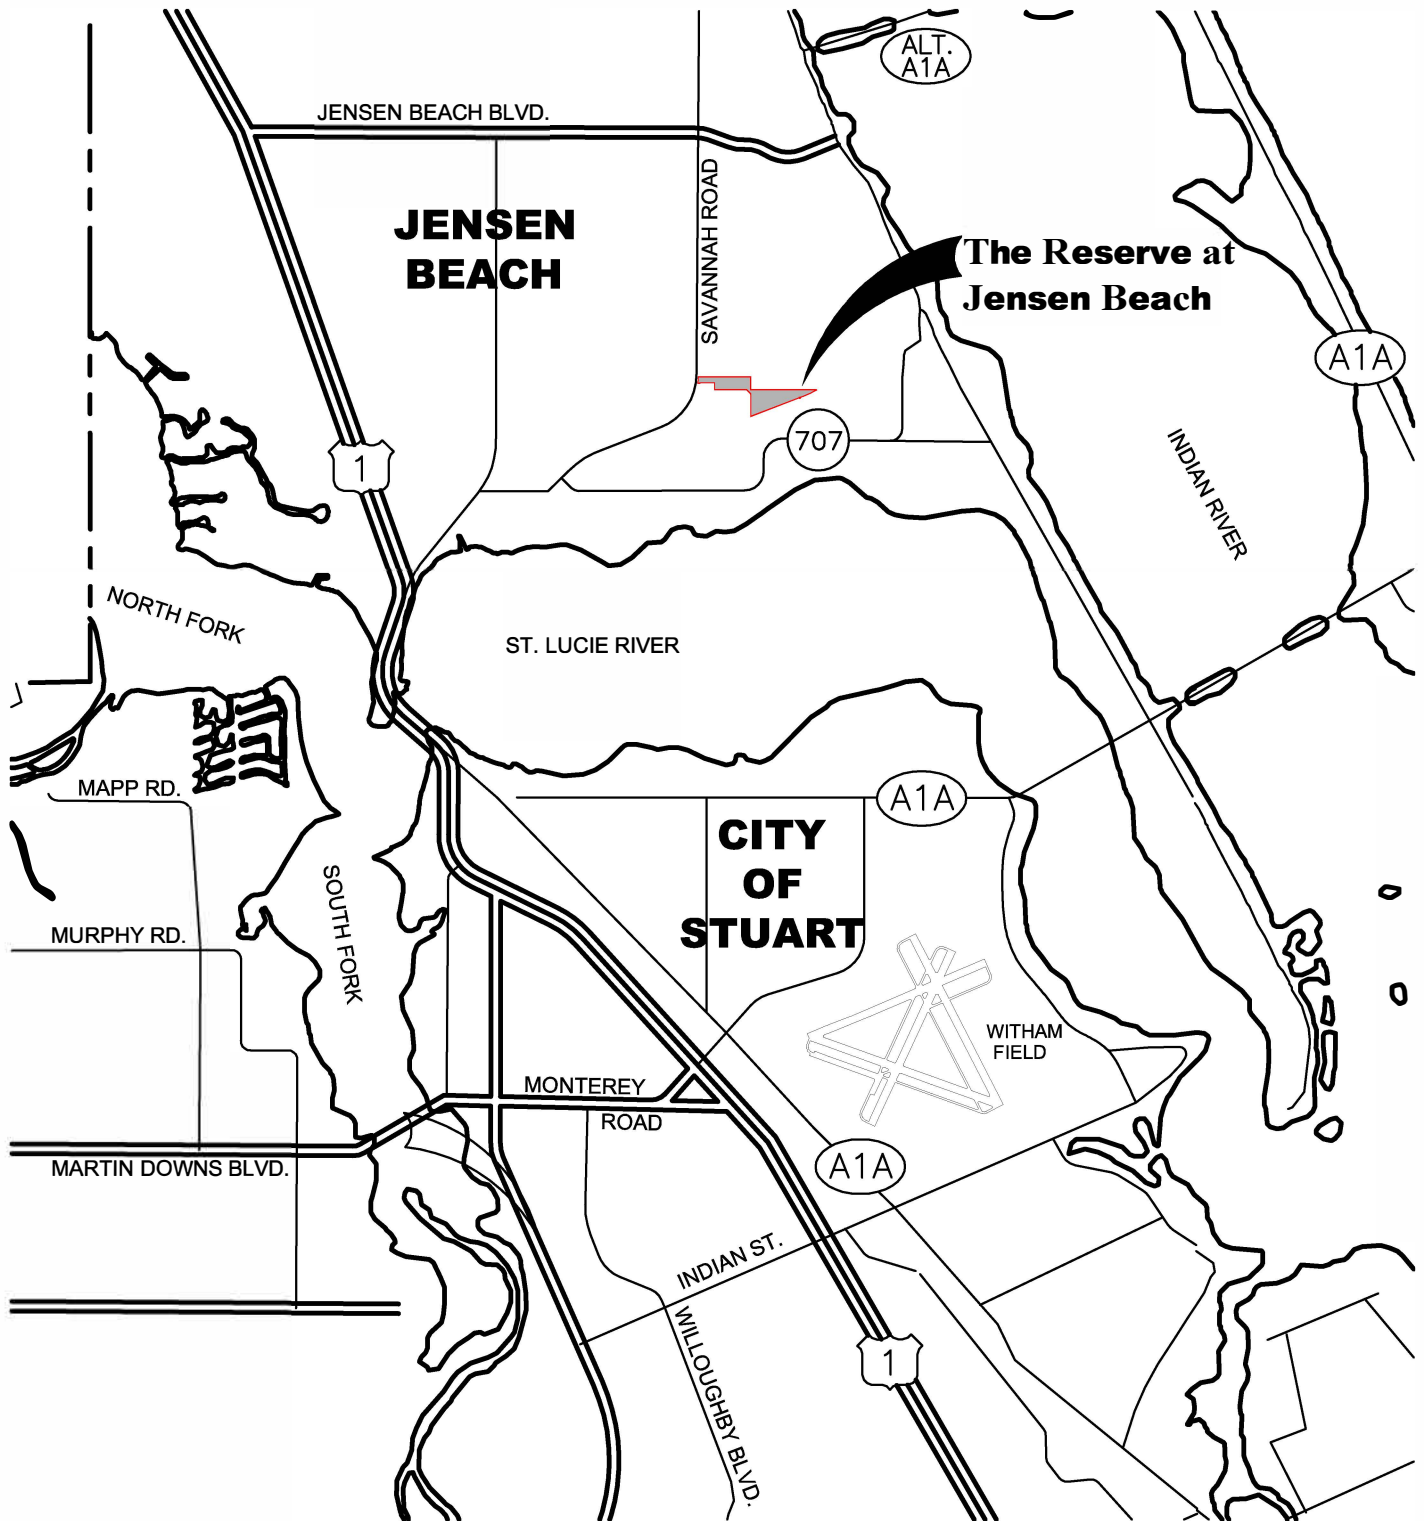 ALT.
A1A
JENSEN BEACH BLVD.
SAVANNAH ROAD
JENSEN
BEACH
The Reserve at
Jensen Beach
A1A
1
707
INDIAN RIVER
NORTH FORK
ST. LUCIE RIVER
MAPP RD.
A1A
CITY
OF
STUART
SOUTH FORK
MURPHY RD.
WITHAM
FIELD
MONTEREY
ROAD
MARTIN DOWNS BLVD.
A1A
INDIAN ST.
WILLOUGHBY BLVD.
1